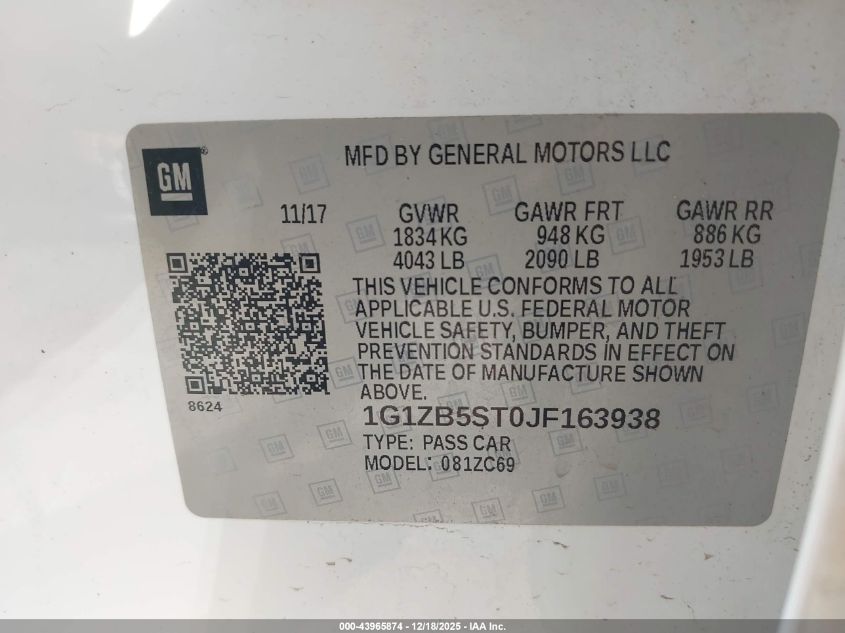 GM
MFD BY GENERAL MOTORS LLC
11/17 GVWR GAWR FRT GAWR RR
1834 KG 948 KG 886 KG
4043 LB 2090 LB 1953 LB
THIS VEHICLE CONFORMS TO ALL
APPLICABLE U.S. FEDERAL MOTOR
VEHICLE SAFETY, BUMPER, AND THEFT
PREVENTION STANDARDS IN EFFECT ON
THE DATE OF MANUFACTURE SHOWN
ABOVE.
8624
1G1ZB5ST0JF163938
TYPE: PASS CAR
MODEL: 081ZC69
000-43965874 - 12/18/2025 - IAA Inc.